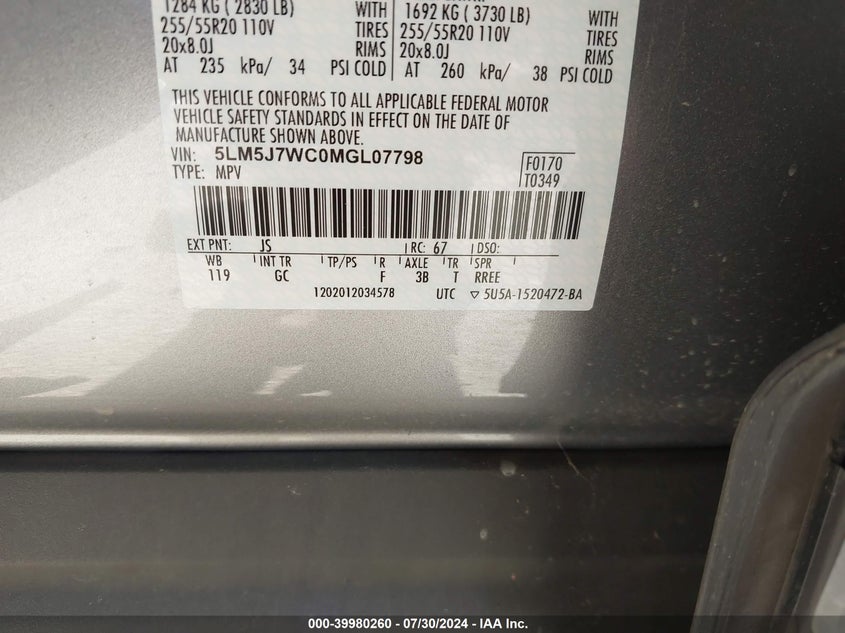 1284 KG ( 2830 LB) WITH
255/55R20 110V TIRES
20x8.0J RIMS
AT 235 kPa/ 34 PSI COLD
1692 KG ( 3730 LB) WITH
255/55R20 110V TIRES
20x8.0J RIMS
AT 260 kPa/ 38 PSI COLD
THIS VEHICLE CONFORMS TO ALL APPLICABLE FEDERAL MOTOR
VEHICLE SAFETY STANDARDS IN EFFECT ON THE DATE OF
MANUFACTURE SHOWN ABOVE.
VIN: 5LM5J7WC0MGL07798
TYPE: MPV
F0170
T0349
EXT PNT: JS RC: 67 DSO:
WB INT TR TP/PS R AXLE TR SPR
119 GC F 3B T RREE
1202012034578 UTC ▽ 5U5A-1520472-BA
000-39980260 - 07/30/2024 - IAA Inc.